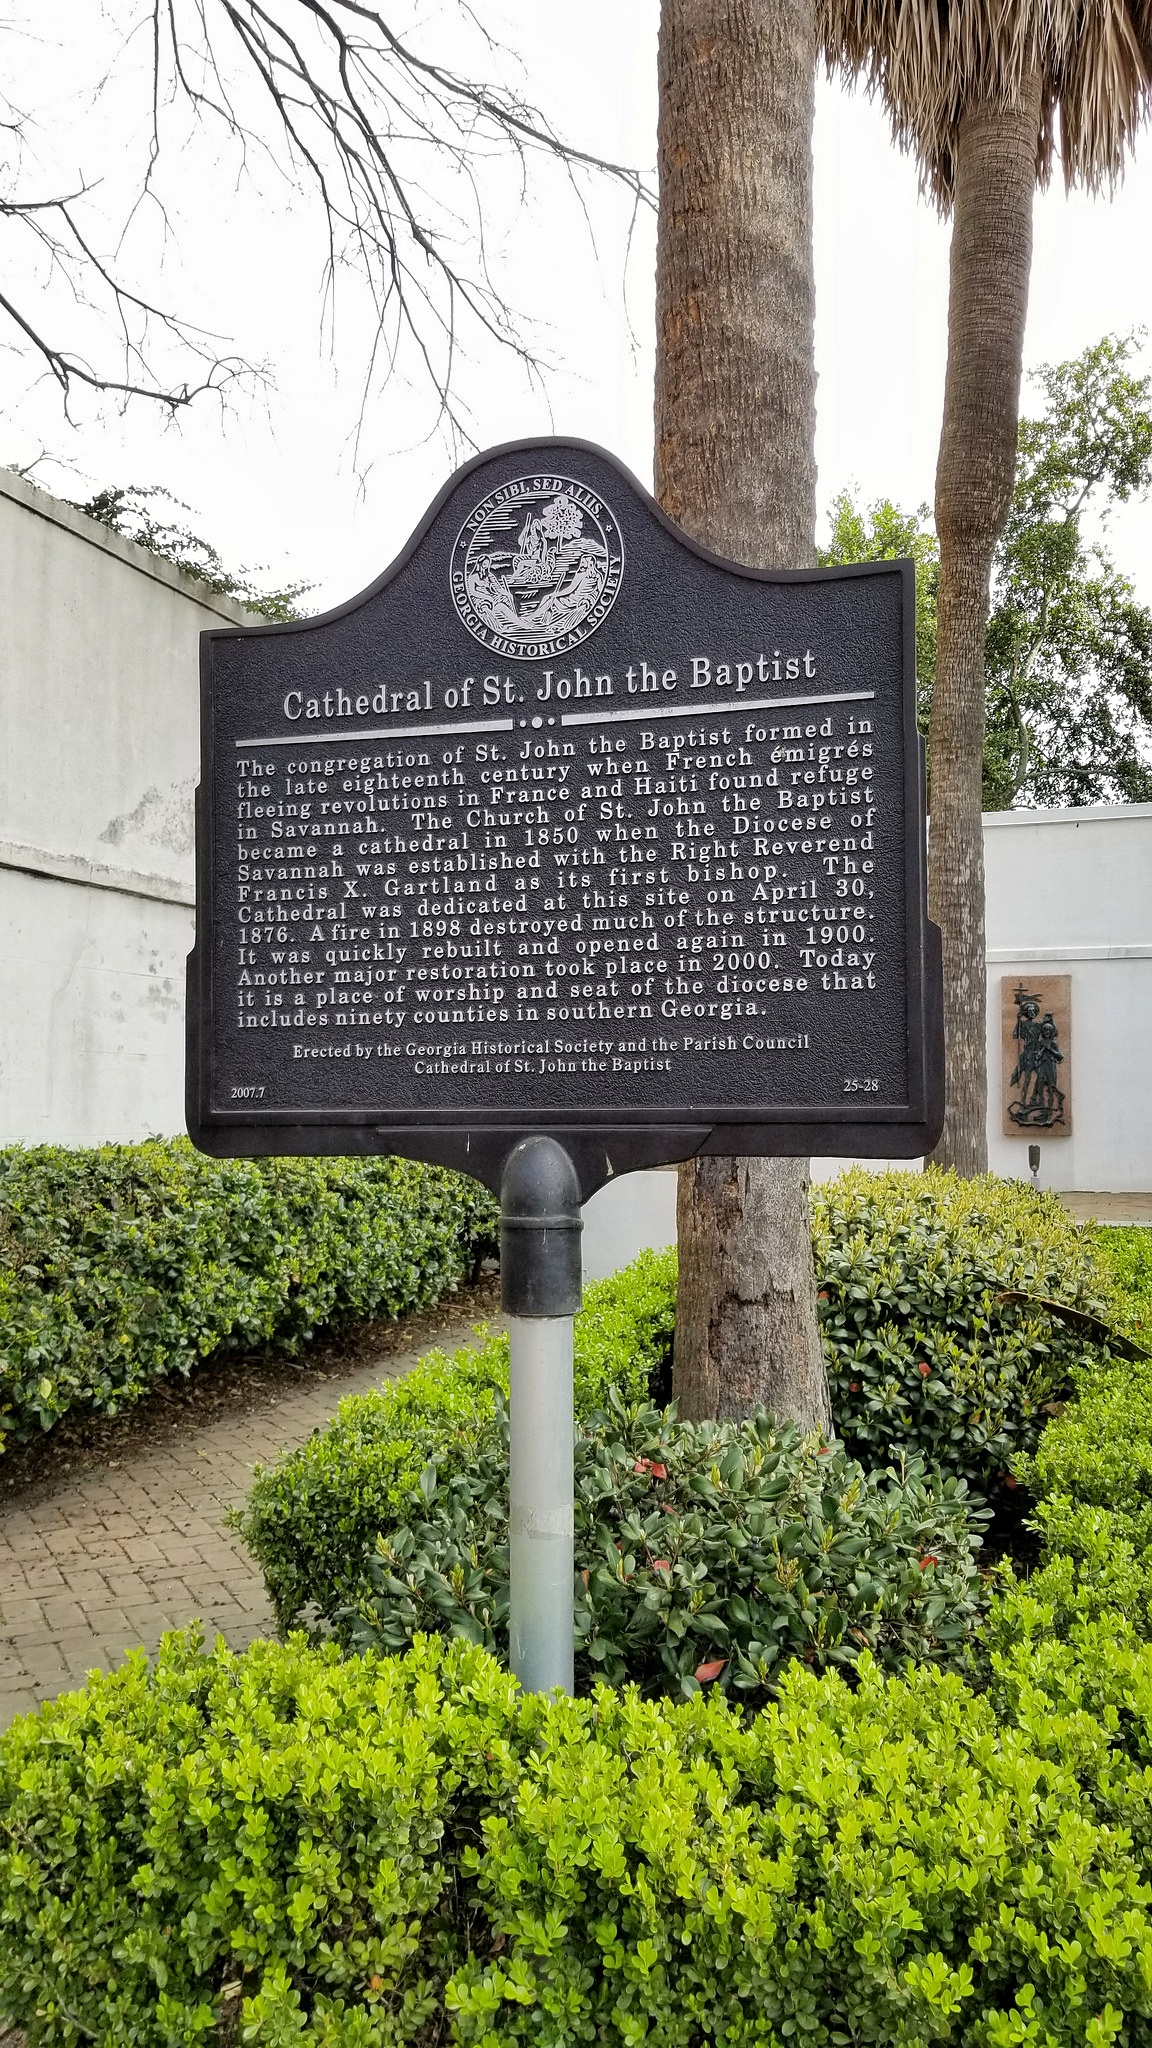 NON SIBI, SED ALIIS.
GEORGIA HISTORICAL SOCIETY
Cathedral of St. John the Baptist
The congregation of St. John the Baptist formed in
the late eighteenth century when French émigrés
fleeing revolutions in France and Haiti found refuge
in Savannah. The Church of St. John the Baptist
became a cathedral in 1850 when the Diocese of
Savannah was established with the Right Reverend
Francis X. Gartland as its first bishop. The
Cathedral was dedicated at this site on April 30,
1876. A fire in 1898 destroyed much of the structure.
It was quickly rebuilt and opened again in 1900.
Another major restoration took place in 2000. Today
it is a place of worship and seat of the diocese that
includes ninety counties in southern Georgia.
Erected by the Georgia Historical Society and the Parish Council
Cathedral of St. John the Baptist
2007.7 25-28